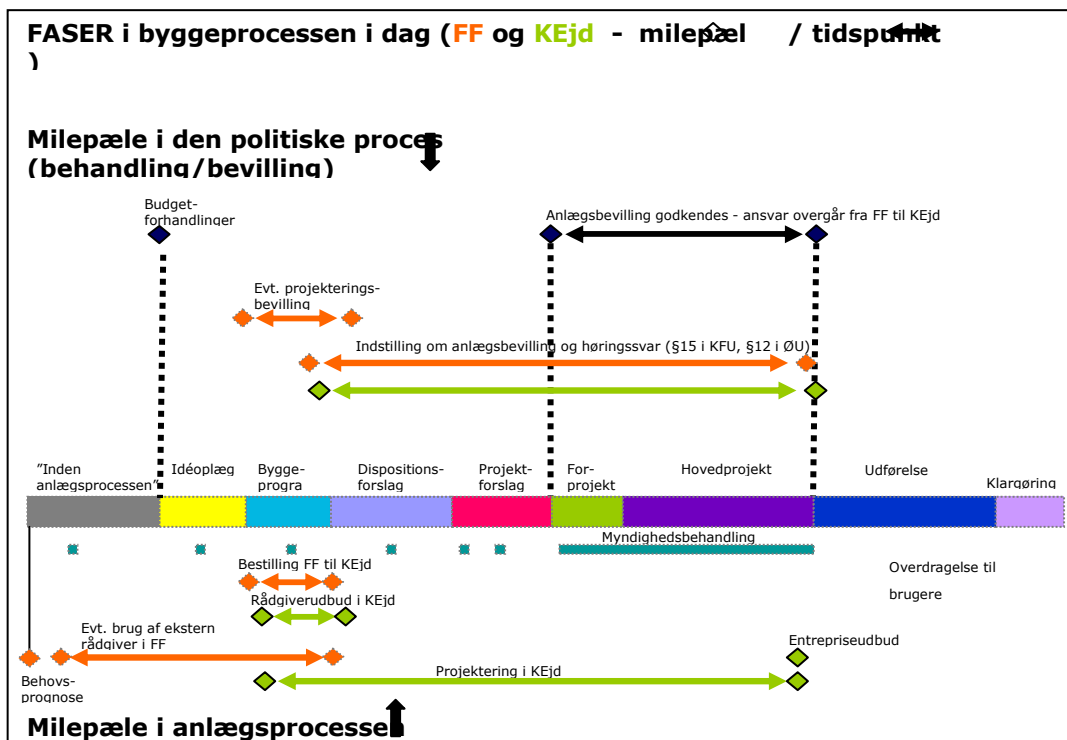 FASER i byggeprocessen i dag (FF og KEjd - milepæl / tidspunkt
)
Milepæle i den politiske proces
(behandling/bevilling)
Budget-
forhandlinger
Anlægsbevilling godkendes - ansvar overgår fra FF til KEjd
Evt. projekterings-
bevilling
Indstilling om anlægsbevilling og høringssvar (§15 i KFU, §12 i ØU)
”Inden
anlægsprocessen”
Idéoplæg
Bygge-
progra
Dispositions-
forslag
Projekt-
forslag
For-
projekt
Hovedprojekt
Udførelse
Klargøring
Myndighedsbehandling
Bestilling FF til KEjd
Overdragelse til
brugere
Rådgiverudbud i KEjd
Evt. brug af ekstern
rådgiver i FF
Entrepriseudbud
Projektering i KEjd
Behovs-
prognose
Milepæle i anlægsprocessen